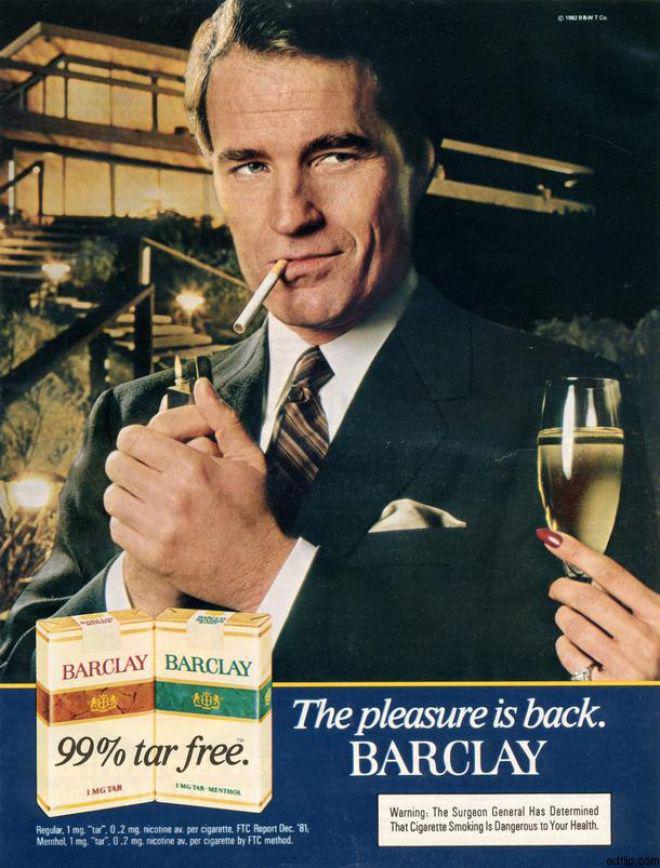 © 1982 B&W T Co.
BARCLAY
BARCLAY
99% tar free.™
1 MG TAR
1 MG TAR MENTHOL
The pleasure is back.
BARCLAY
Regular, 1 mg. "tar", 0.2 mg. nicotine av. per cigarette, FTC Report Dec. '81;
Menthol, 1 mg. "tar", 0.2 mg. nicotine av. per cigarette by FTC method.
Warning: The Surgeon General Has Determined
That Cigarette Smoking Is Dangerous to Your Health.
adflip.com